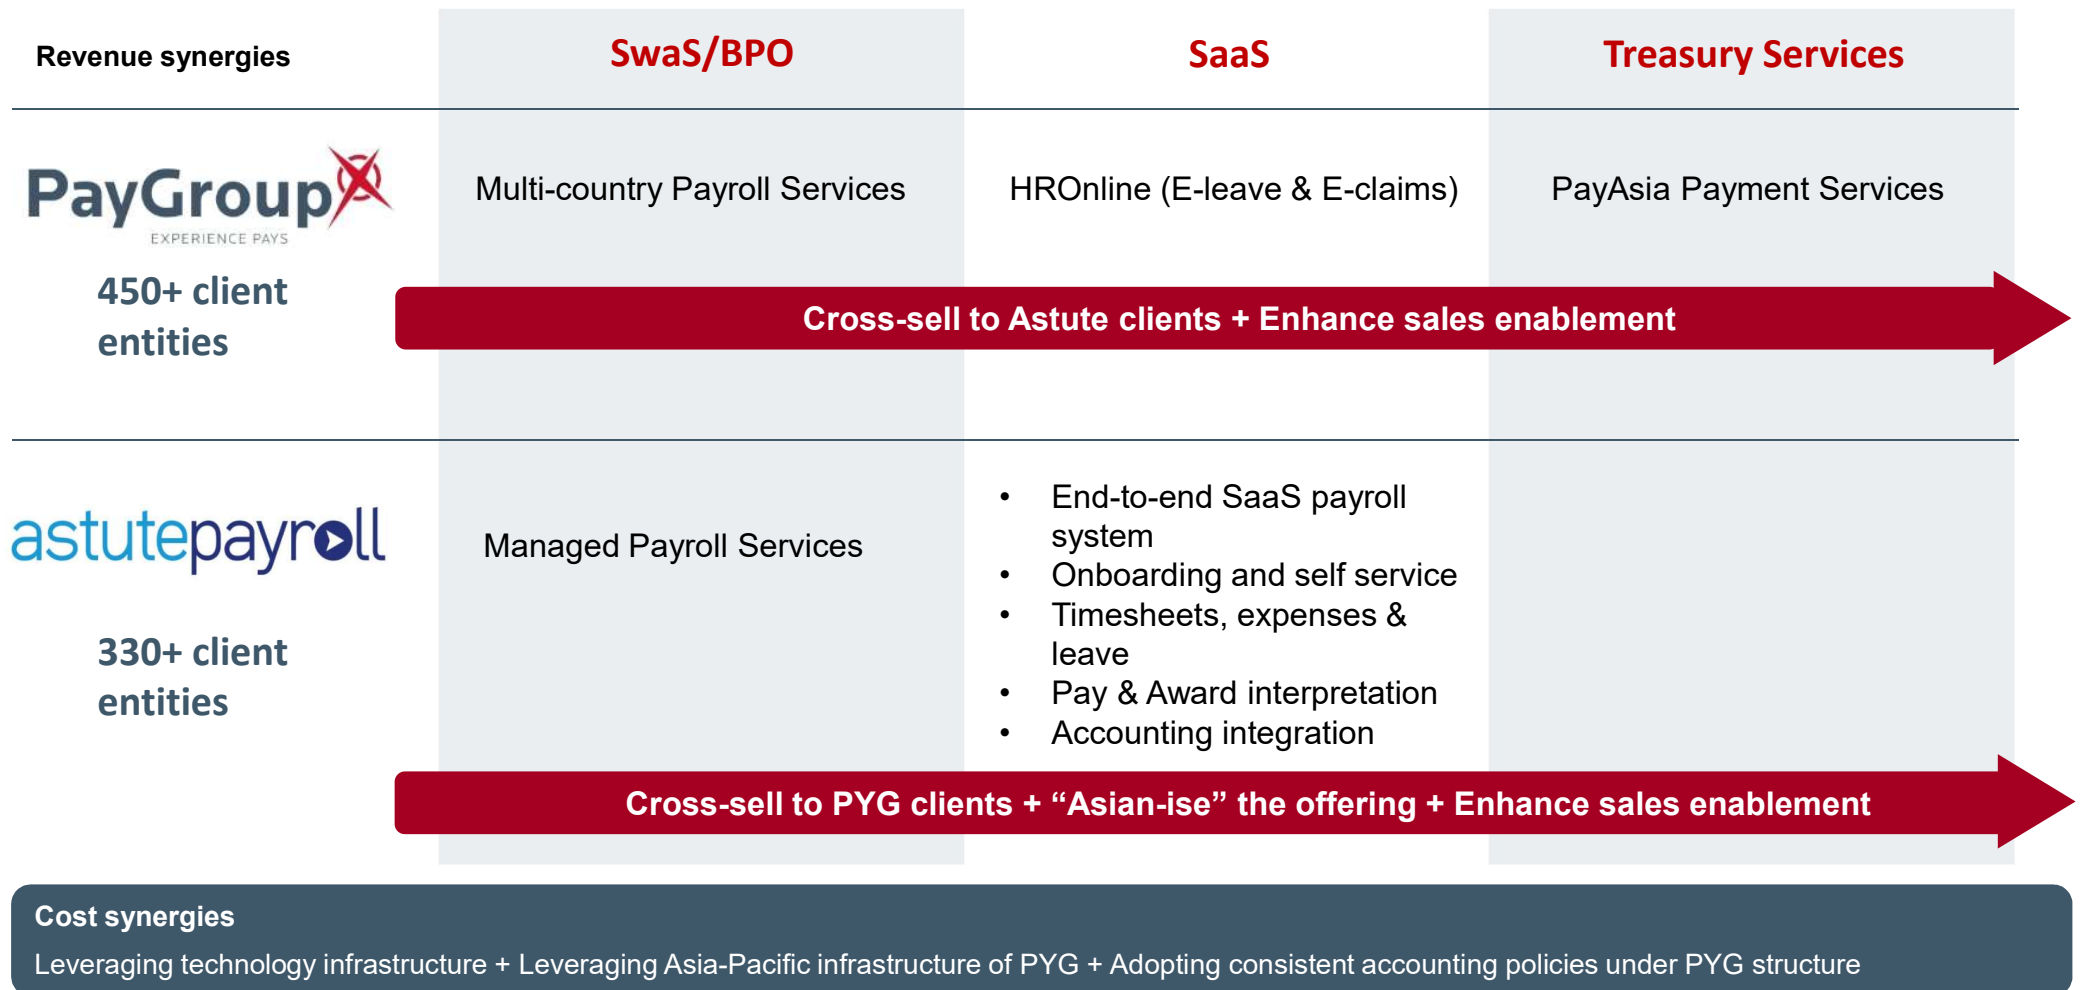 Revenue synergies
SwaS/BPO
SaaS
Treasury Services
PayGroup
EXPERIENCE PAYS
450+ client
entities
Multi-country Payroll Services
HROnline (E-leave & E-claims)
PayAsia Payment Services
Cross-sell to Astute clients + Enhance sales enablement
astutepayroll
330+ client
entities
Managed Payroll Services
• End-to-end SaaS payroll
system
• Onboarding and self service
• Timesheets, expenses &
leave
• Pay & Award interpretation
• Accounting integration
Cross-sell to PYG clients + “Asian-ise” the offering + Enhance sales enablement
Cost synergies
Leveraging technology infrastructure + Leveraging Asia-Pacific infrastructure of PYG + Adopting consistent accounting policies under PYG structure